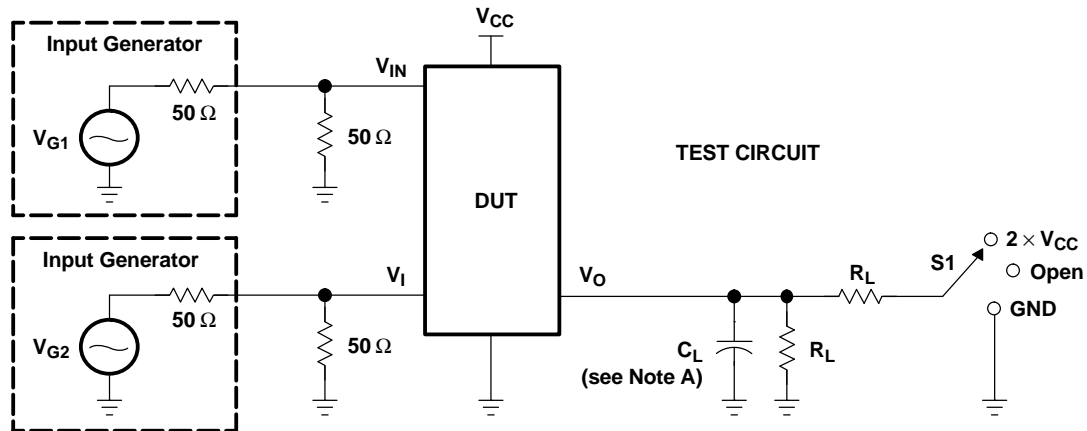 Input Generator
VG1
50 Ω
50 Ω
VIN
VCC
DUT
TEST CIRCUIT
Input Generator
VG2
50 Ω
50 Ω
VI
VO
CL
(see Note A)
RL
RL
S1
2 × VCC
Open
GND